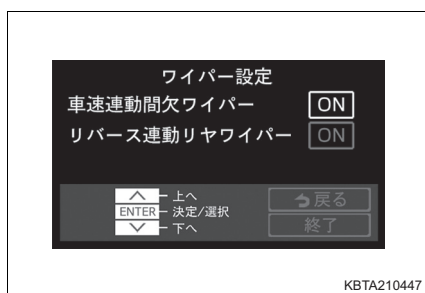 ワイパー設定
車速連動間欠ワイパー ON
リバース連動リヤワイパー ON
上へ
ENTER 決定/選択
下へ
戻る
終了
KBTA210447